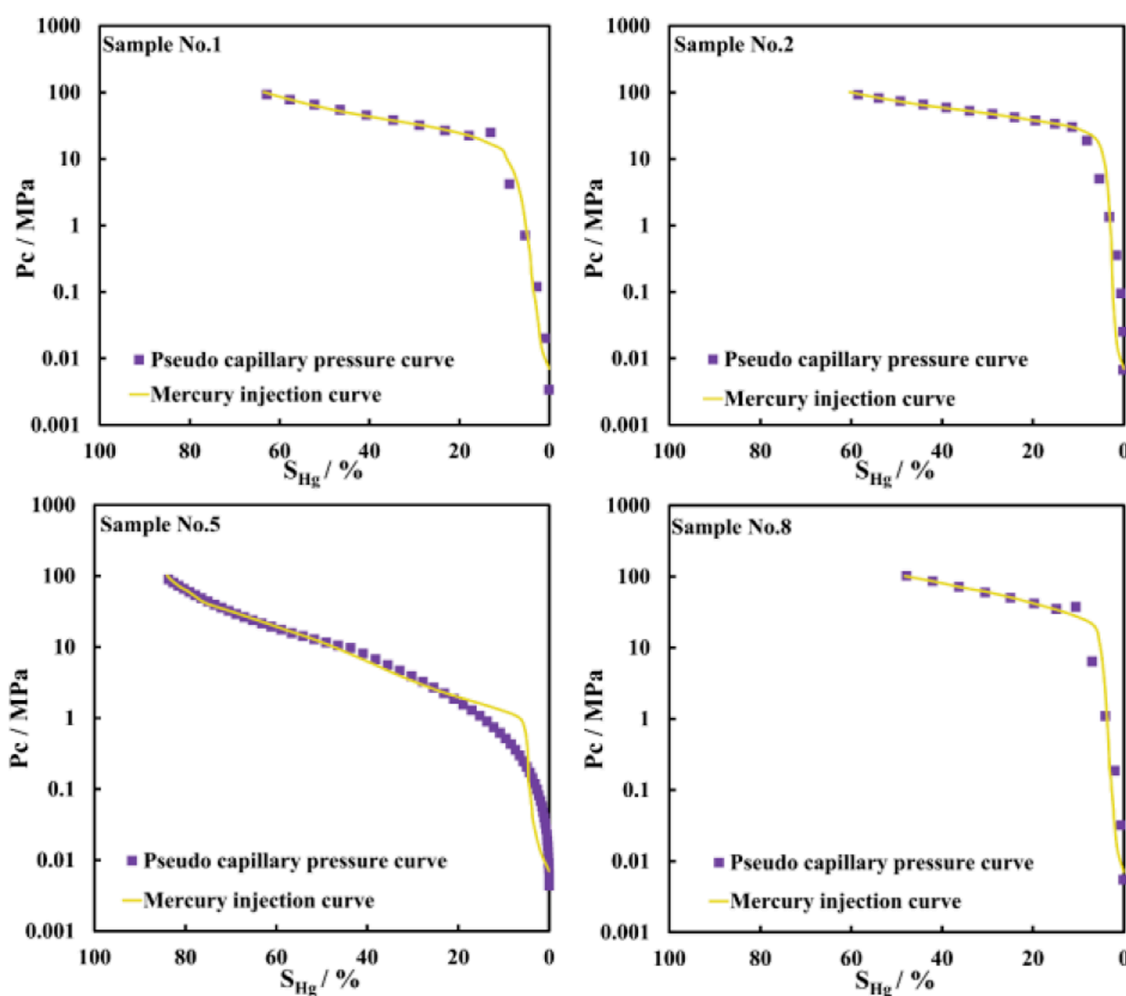 Sample No.1
1000
100
10
1
0.1
0.01
0.001
Pc / MPa
Pseudo capillary pressure curve
Mercury injection curve
100 80 60 40 20 0
S_Hg / %
Sample No.2
1000
100
10
1
0.1
0.01
0.001
Pc / MPa
Pseudo capillary pressure curve
Mercury injection curve
100 80 60 40 20 0
S_Hg / %
Sample No.5
1000
100
10
1
0.1
0.01
0.001
Pc / MPa
Pseudo capillary pressure curve
Mercury injection curve
100 80 60 40 20 0
S_Hg / %
Sample No.8
1000
100
10
1
0.1
0.01
0.001
Pc / MPa
Pseudo capillary pressure curve
Mercury injection curve
100 80 60 40 20 0
S_Hg / %